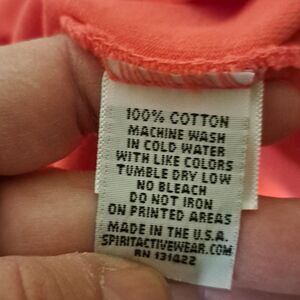 100% COTTON
MACHINE WASH
IN COLD WATER
WITH LIKE COLORS
TUMBLE DRY LOW
NO BLEACH
DO NOT IRON
ON PRINTED AREAS
MADE IN THE U.S.A.
SPIRITACTIVEWEAR.COM
RN 131422